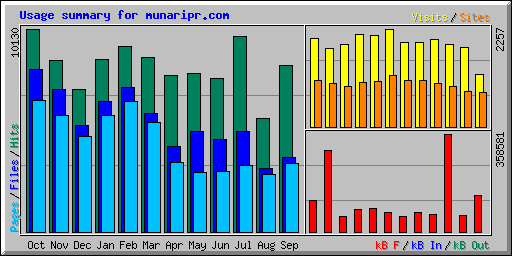 Usage summary for munaripr.com
Visits/Sites
10130
2257
358581
Pages/Files/Hits
Oct Nov Dec Jan Feb Mar Apr May Jun Jul Aug Sep
kB F/kB In/kB Out